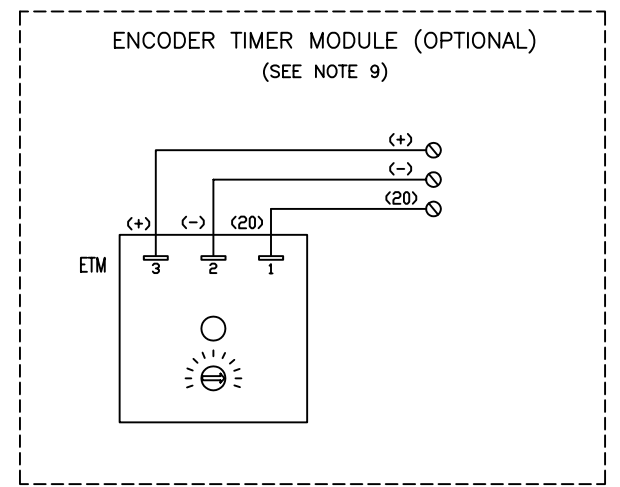 ENCODER TIMER MODULE (OPTIONAL)
(SEE NOTE 9)
(+)
(-)
(20)
(+) (-) (20)
ETM
3 2 1